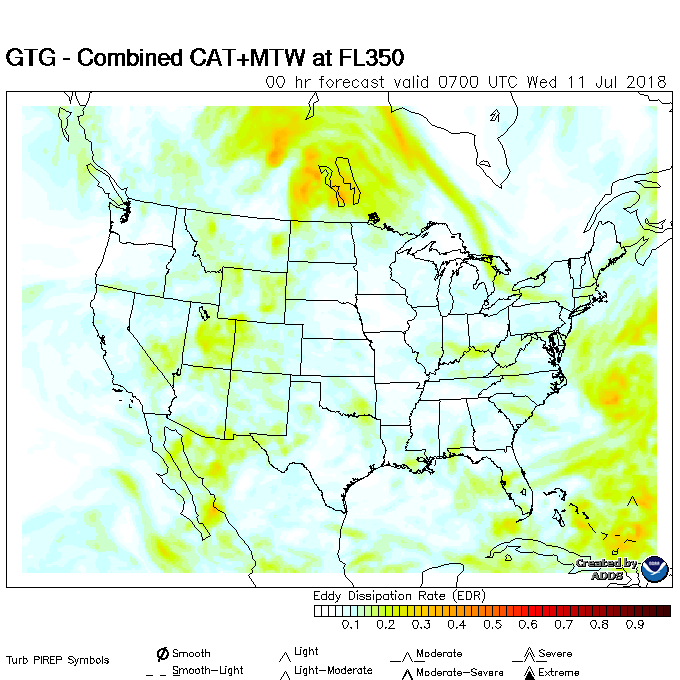 GTG - Combined CAT+MTW at FL350
00 hr forecast valid 0700 UTC Wed 11 Jul 2018
Created by
ADDS
Eddy Dissipation Rate (EDR)
0.1 0.2 0.3 0.4 0.5 0.6 0.7 0.8 0.9
Turb PIREP Symbols
Smooth Light Moderate Severe
Smooth-Light Light-Moderate Moderate-Severe Extreme